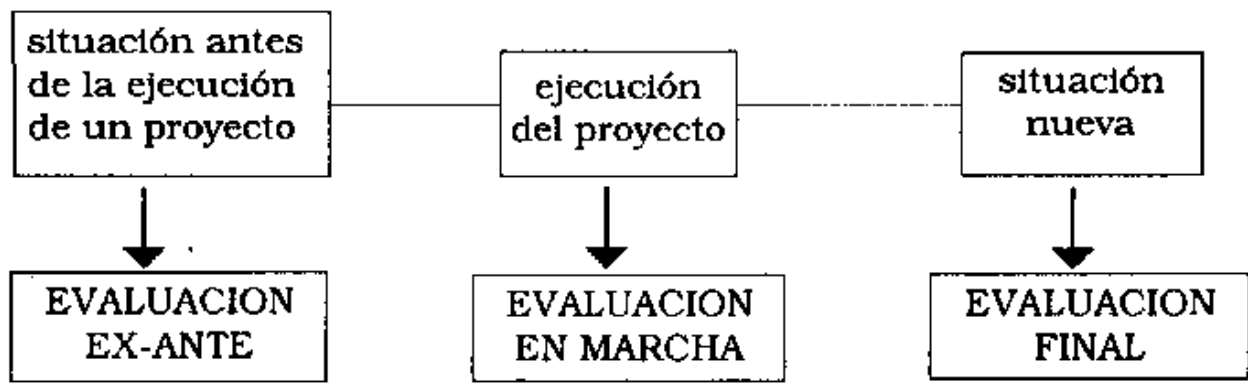 situación antes
de la ejecución
de un proyecto
ejecución
del proyecto
situación
nueva
EVALUACION
EX-ANTE
EVALUACION
EN MARCHA
EVALUACION
FINAL